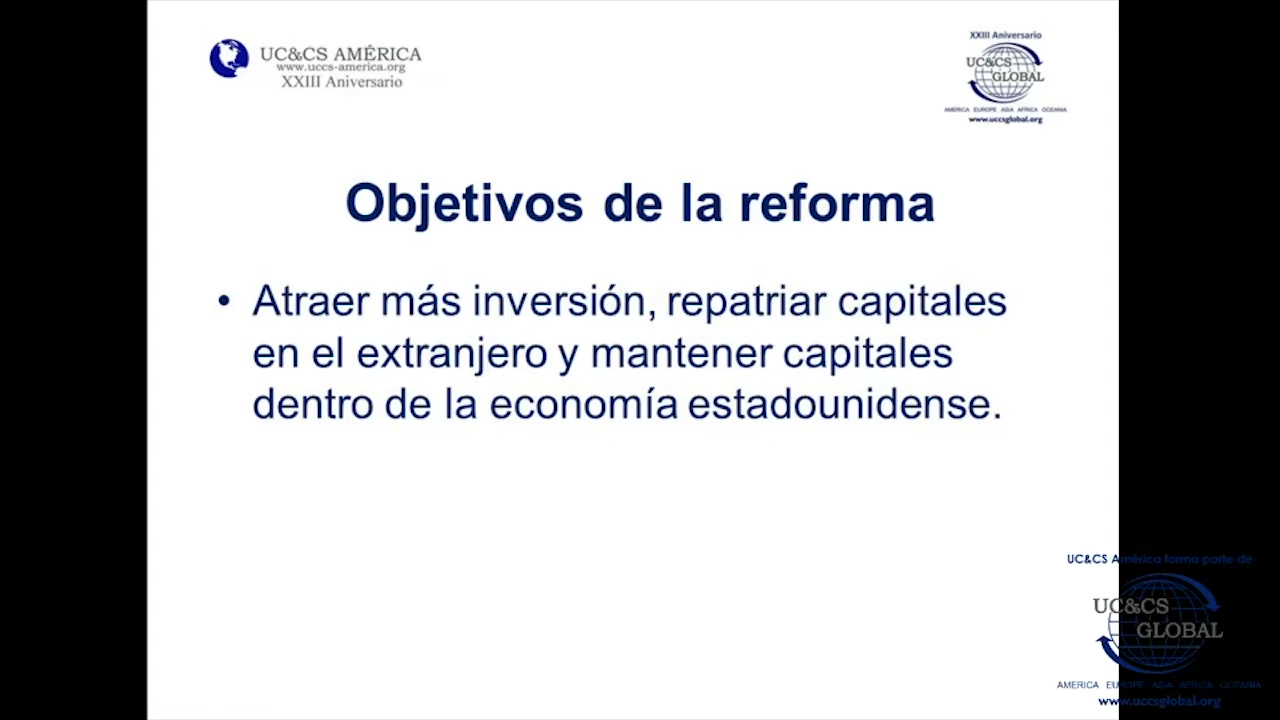 UC&CS AMÉRICA
www.uccs-america.org
XXIII Aniversario
XXIII Aniversario
UC&CS
GLOBAL
AMERICA EUROPE ASIA AFRICA OCEANIA
www.uccsglobal.org
Objetivos de la reforma
• Atraer más inversión, repatriar capitales
en el extranjero y mantener capitales
dentro de la economía estadounidense.
UC&CS América forma parte de
UC&CS
GLOBAL
AMERICA EUROPE ASIA AFRICA OCEANIA
www.uccsglobal.org